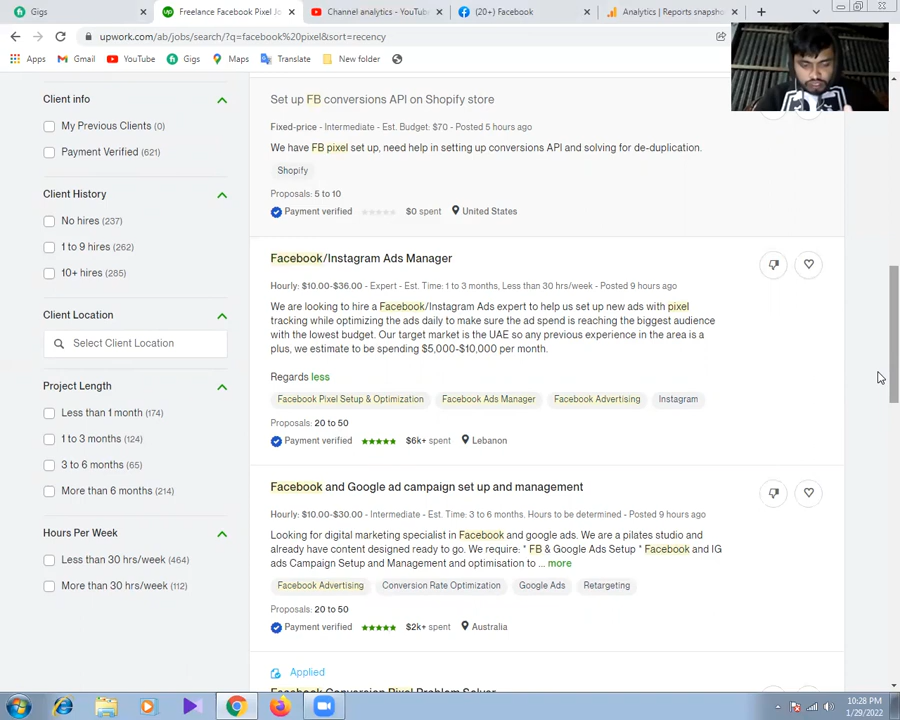 Gigs
Freelance Facebook Pixel Jo
Channel analytics - YouTube
(20+) Facebook
Analytics | Reports snapsho
upwork.com/ab/jobs/search/?q=facebook%20pixel&sort=recency
Apps
Gmail
YouTube
Gigs
Maps
Translate
New folder
Client info
My Previous Clients (0)
Payment Verified (621)
Client History
No hires (237)
1 to 9 hires (262)
10+ hires (285)
Client Location
Select Client Location
Project Length
Less than 1 month (174)
1 to 3 months (124)
3 to 6 months (65)
More than 6 months (214)
Hours Per Week
Less than 30 hrs/week (464)
More than 30 hrs/week (112)
Set up FB conversions API on Shopify store
Fixed-price - Intermediate - Est. Budget: $70 - Posted 5 hours ago
We have FB pixel set up, need help in setting up conversions API and solving for de-duplication.
Shopify
Proposals: 5 to 10
Payment verified $0 spent United States
Facebook/Instagram Ads Manager
Hourly: $10.00-$36.00 - Expert - Est. Time: 1 to 3 months, Less than 30 hrs/week - Posted 9 hours ago
We are looking to hire a Facebook/Instagram Ads expert to help us set up new ads with pixel
tracking while optimizing the ads daily to make sure the ad spend is reaching the biggest audience
with the lowest budget. Our target market is the UAE so any previous experience in the area is a
plus, we estimate to be spending $5,000-$10,000 per month.
Regards less
Facebook Pixel Setup & Optimization Facebook Ads Manager Facebook Advertising Instagram
Proposals: 20 to 50
Payment verified $6k+ spent Lebanon
Facebook and Google ad campaign set up and management
Hourly: $10.00-$30.00 - Intermediate - Est. Time: 3 to 6 months, Hours to be determined - Posted 9 hours ago
Looking for digital marketing specialist in Facebook and google ads. We are a pilates studio and
already have content designed ready to go. We require: * FB & Google Ads Setup * Facebook and IG
ads Campaign Setup and Management and optimisation to ... more
Facebook Advertising Conversion Rate Optimization Google Ads Retargeting
Proposals: 20 to 50
Payment verified $2k+ spent Australia
Applied
Facebook Conversion Pixel Problem Solver
10:28 PM
1/29/2022